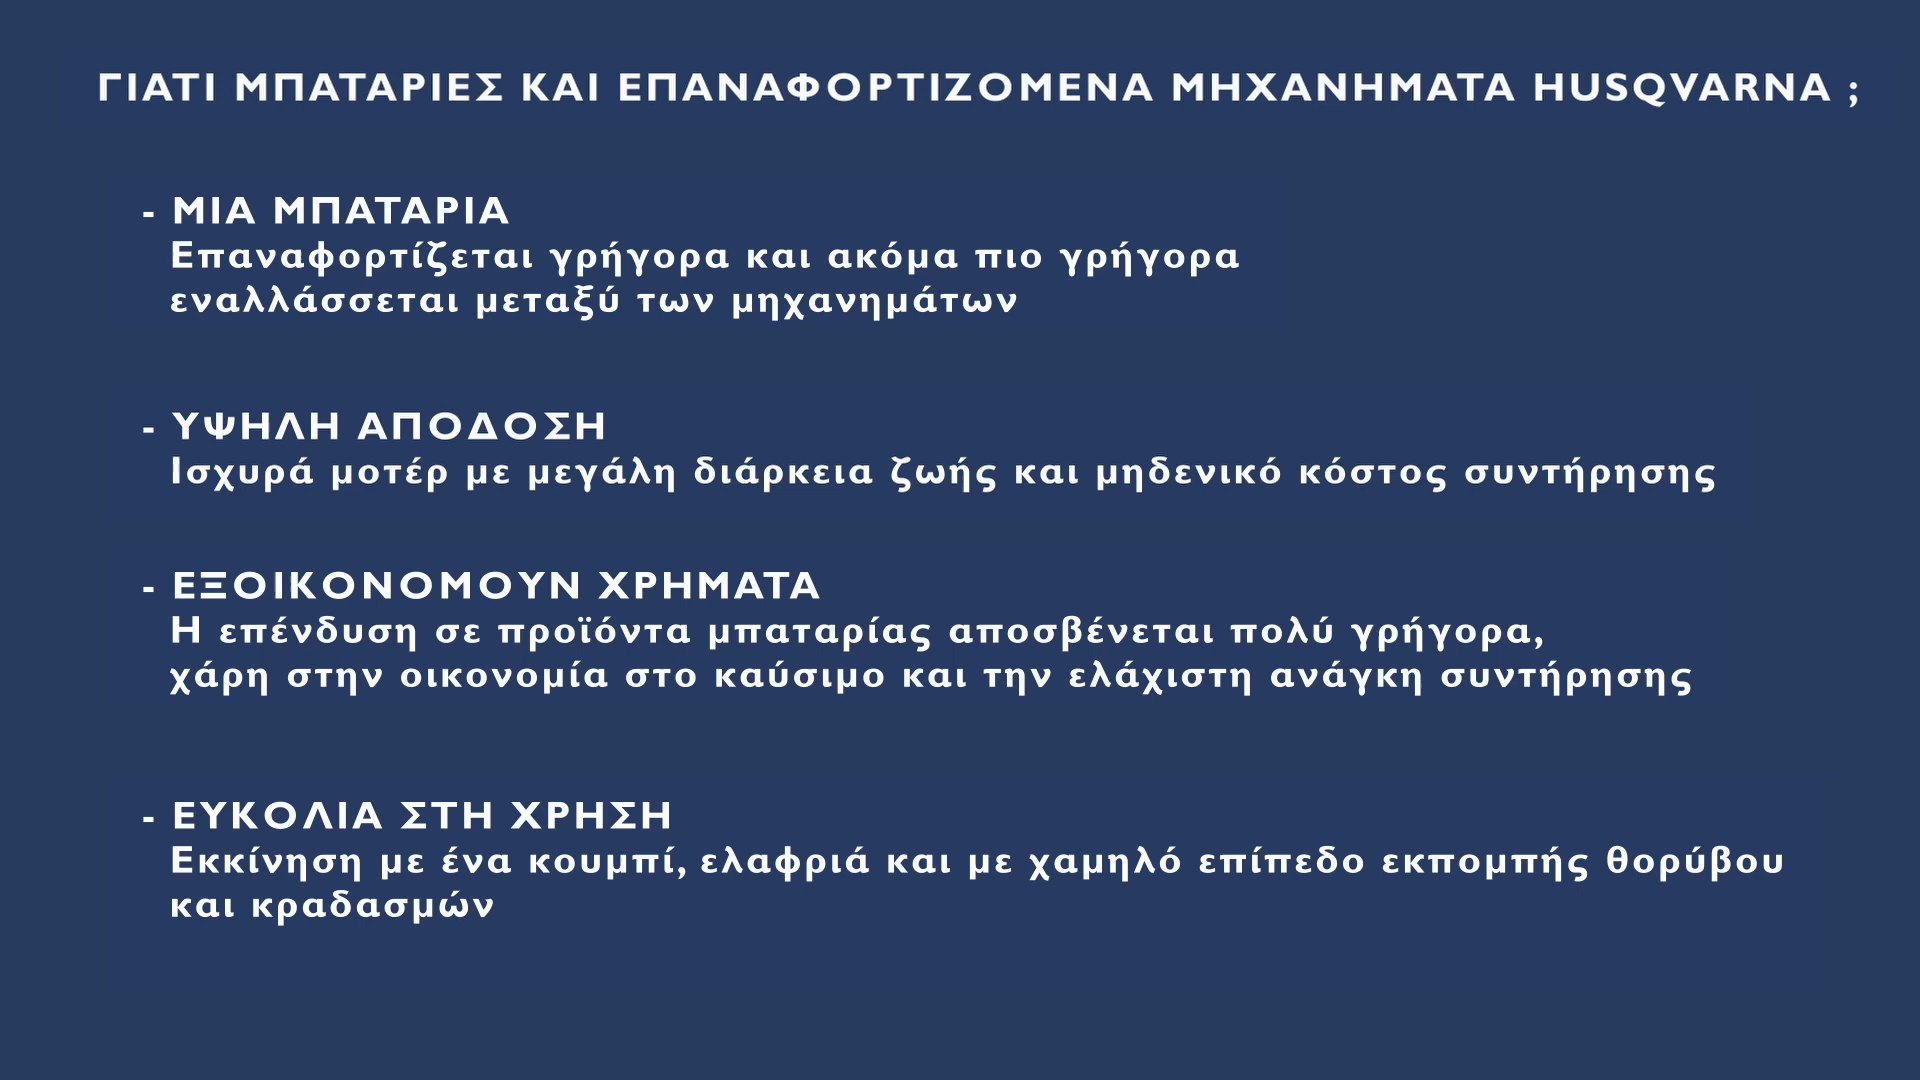 ΓΙΑΤΙ ΜΠΑΤΑΡΙΕΣ ΚΑΙ ΕΠΑΝΑΦΟΡΤΙΖΟΜΕΝΑ ΜΗΧΑΝΗΜΑΤΑ HUSQVARNA ;
- ΜΙΑ ΜΠΑΤΑΡΙΑ
Επαναφορτίζεται γρήγορα και ακόμα πιο γρήγορα
εναλλάσσεται μεταξύ των μηχανημάτων
- ΥΨΗΛΗ ΑΠΟΔΟΣΗ
Ισχυρά μοτέρ με μεγάλη διάρκεια ζωής και μηδενικό κόστος συντήρησης
- ΕΞΟΙΚΟΝΟΜΟΥΝ ΧΡΗΜΑΤΑ
Η επένδυση σε προϊόντα μπαταρίας αποσβένεται πολύ γρήγορα,
χάρη στην οικονομία στο καύσιμο και την ελάχιστη ανάγκη συντήρησης
- ΕΥΚΟΛΙΑ ΣΤΗ ΧΡΗΣΗ
Εκκίνηση με ένα κουμπί, ελαφριά και με χαμηλό επίπεδο εκπομπής θορύβου
και κραδασμών